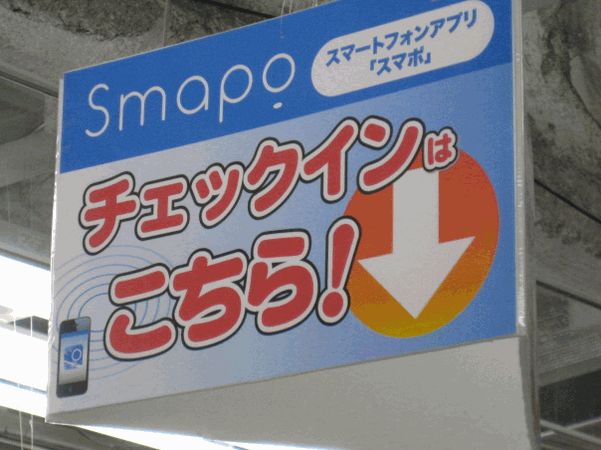 Smapo
スマートフォンアプリ
「スマポ」
チェックインは
こちら!